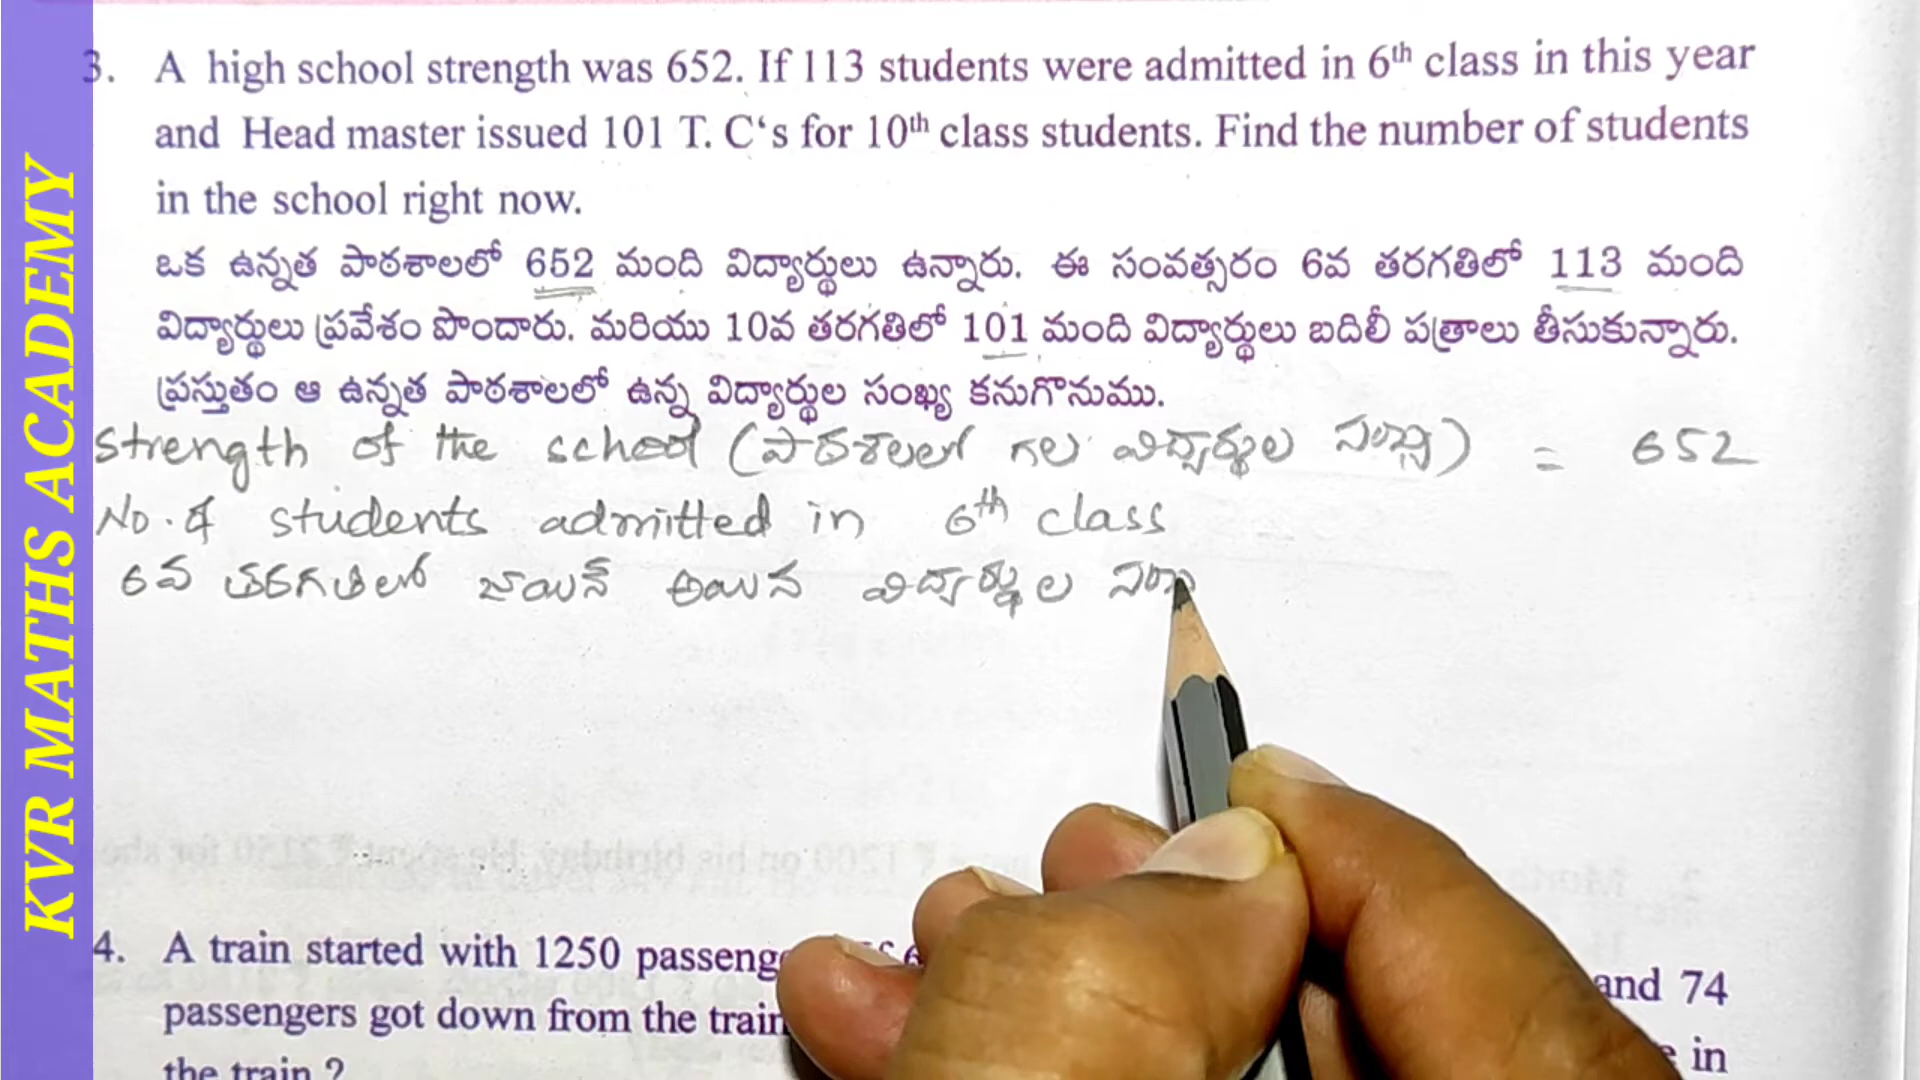 KVR MATHS ACADEMY
3. A high school strength was 652. If 113 students were admitted in 6th class in this year
and Head master issued 101 T. C‘s for 10th class students. Find the number of students
in the school right now.
ఒక ఉన్నత పాఠశాలలో 652 మంది విద్యార్థులు ఉన్నారు. ఈ సంవత్సరం 6వ తరగతిలో 113 మంది
విద్యార్థులు ప్రవేశం పొందారు. మరియు 10వ తరగతిలో 101 మంది విద్యార్థులు బదిలీ పత్రాలు తీసుకున్నారు.
ప్రస్తుతం ఆ ఉన్నత పాఠశాలలో ఉన్న విద్యార్థుల సంఖ్య కనుగొనుము.
Strength of the school (పాఠశాలలో గల విద్యార్థుల సంఖ్య) = 652
No. of students admitted in 6th class
6వ తరగతిలో జాయిన్ అయిన విద్యార్థుల
4. A train started with 1250 and 74
passengers got down from the train in
the train ?